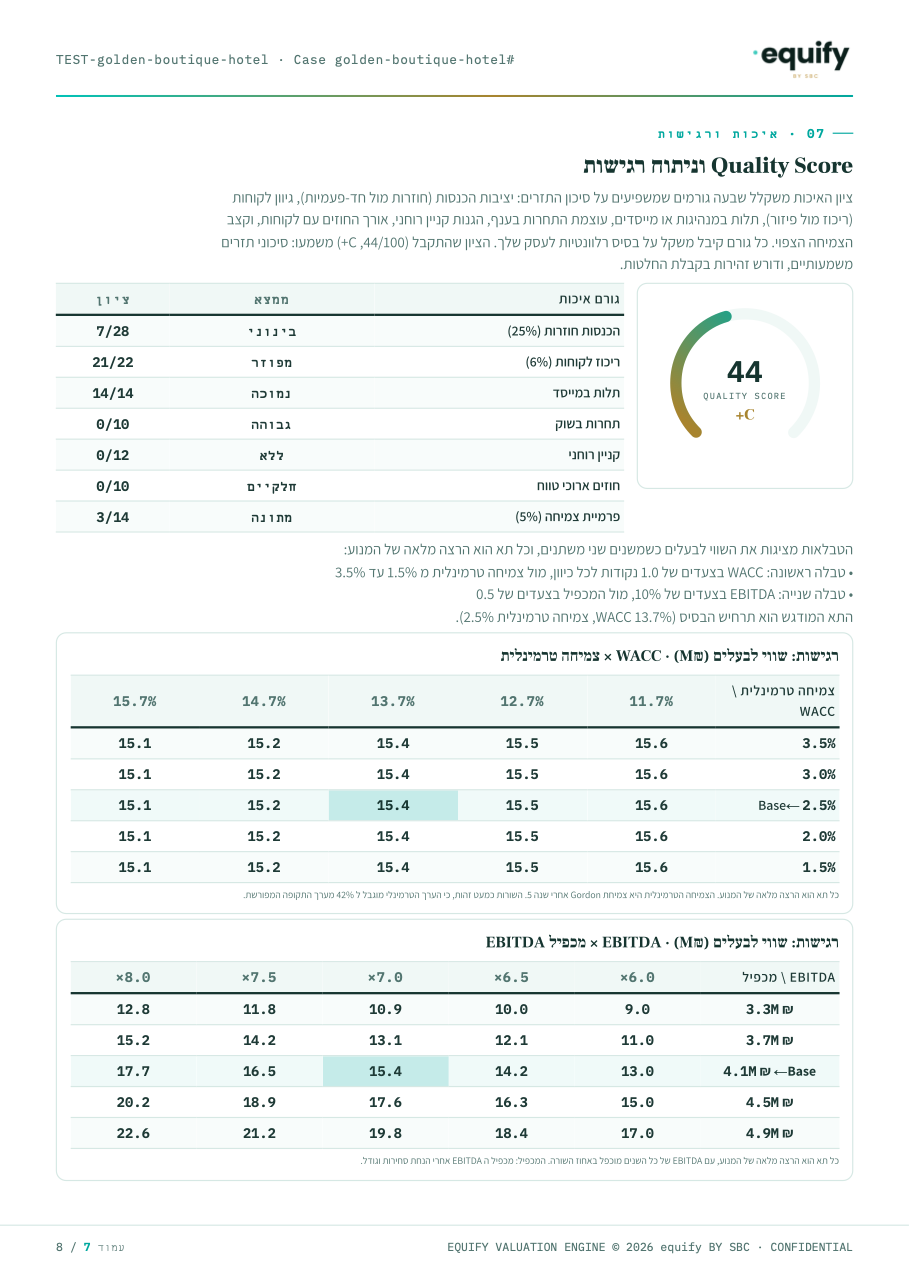 TEST-golden-boutique-hotel · Case golden-boutique-hotel#
equify
BY SBC
07 · איכות ורגישות
Quality Score וניתוח רגישות
ציון האיכות משקלל שבעה גורמים שמשפיעים על סיכון התזרים: יציבות הכנסות (חוזרות מול חד-פעמיות), גיוון לקוחות
(ריכוז מול פיזור), תלות במנהיגות או מייסדים, עוצמת התחרות בענף, הגנות קניין רוחני, אורך החוזים עם לקוחות, וקצב
הצמיחה הצפוי. כל גורם קיבל משקל על בסיס רלוונטיות לעסק שלך. הציון שהתקבל (44/100, C+) משמעו: סיכוני תזרים
משמעותיים, ודורש זהירות בקבלת החלטות.
44
QUALITY SCORE
+C
גורם איכות ממצא ציון
הכנסות חוזרות (25%) בינוני 7/28
ריכוז לקוחות (6%) מפוזר 21/22
תלות במייסד נמוכה 14/14
תחרות בשוק גבוהה 0/10
קניין רוחני ללא 0/12
חוזים ארוכי טווח חלקיים 0/10
פרמיית צמיחה (5%) מתונה 3/14
הטבלאות מציגות את השווי לבעלים כשמשנים שני משתנים, וכל תא הוא הרצה מלאה של המנוע:
• טבלה ראשונה: WACC בצעדים של 1.0 נקודות לכל כיוון, מול צמיחה טרמינלית מ 1.5% עד 3.5%
• טבלה שנייה: EBITDA בצעדים של 10%, מול המכפיל בצעדים של 0.5
התא המודגש הוא תרחיש הבסיס (WACC 13.7%, צמיחה טרמינלית 2.5%).
רגישות: שווי לבעלים (₪M) · WACC × צמיחה טרמינלית
צמיחה טרמינלית \ WACC 11.7% 12.7% 13.7% 14.7% 15.7%
3.5% 15.6 15.5 15.4 15.2 15.1
3.0% 15.6 15.5 15.4 15.2 15.1
2.5% ←Base 15.6 15.5 15.4 15.2 15.1
2.0% 15.6 15.5 15.4 15.2 15.1
1.5% 15.6 15.5 15.4 15.2 15.1
כל תא הוא הרצה מלאה של המנוע. הצמיחה הטרמינלית היא צמיחת Gordon אחרי שנה 5. השורות כמעט זהות, כי הערך הטרמינלי מוגבל ל 42% מערך התקופה המפורשת.
רגישות: שווי לבעלים (₪M) · EBITDA × מכפיל EBITDA
EBITDA \ מכפיל ×6.0 ×6.5 ×7.0 ×7.5 ×8.0
3.3M ₪ 9.0 10.0 10.9 11.8 12.8
3.7M ₪ 11.0 12.1 13.1 14.2 15.2
4.1M ₪ ←Base 13.0 14.2 15.4 16.5 17.7
4.5M ₪ 15.0 16.3 17.6 18.9 20.2
4.9M ₪ 17.0 18.4 19.8 21.2 22.6
כל תא הוא הרצה מלאה של המנוע, עם EBITDA של כל השנים מוכפל באחוז השורה. המכפיל: מכפיל ה EBITDA אחרי הנחת סחירות וגודל.
EQUIFY VALUATION ENGINE © 2026 equify BY SBC · CONFIDENTIAL
עמוד 7 / 8